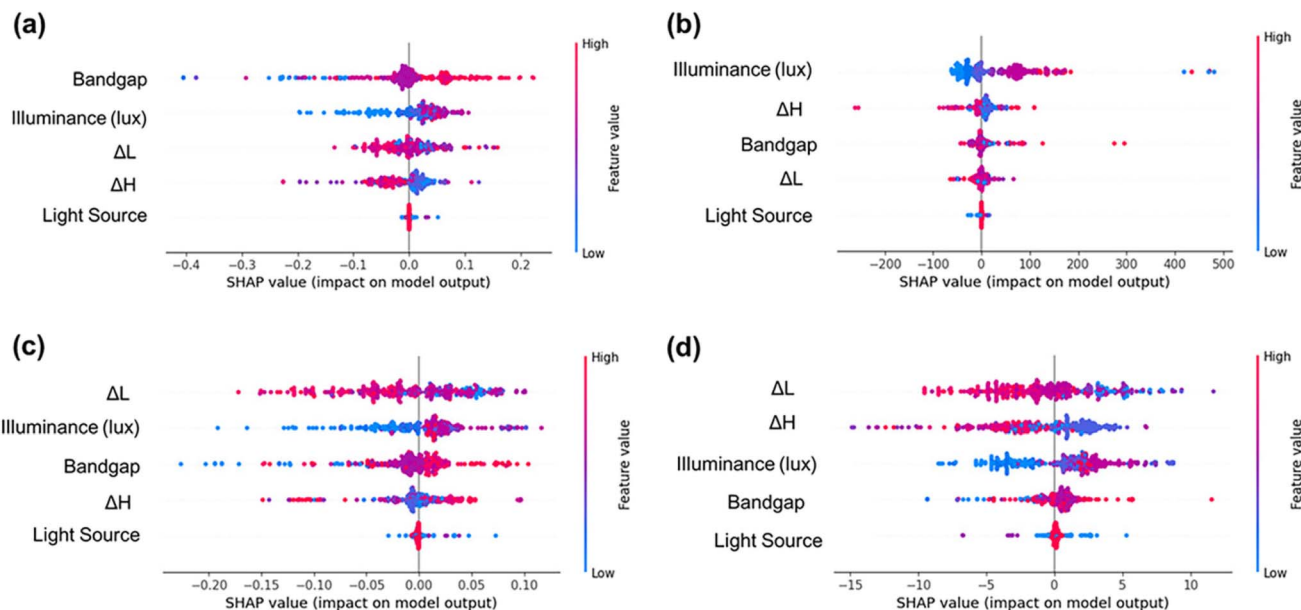 (a)
High
Bandgap
Illuminance (lux)
ΔL
ΔH
Light Source
Feature value
Low
−0.4 −0.3 −0.2 −0.1 0.0 0.1 0.2
SHAP value (impact on model output)
(b)
High
Illuminance (lux)
ΔH
Bandgap
ΔL
Light Source
Feature value
Low
−200 −100 0 100 200 300 400 500
SHAP value (impact on model output)
(c)
High
ΔL
Illuminance (lux)
Bandgap
ΔH
Light Source
Feature value
Low
−0.20 −0.15 −0.10 −0.05 0.00 0.05 0.10
SHAP value (impact on model output)
(d)
High
ΔL
ΔH
Illuminance (lux)
Bandgap
Light Source
Feature value
Low
−15 −10 −5 0 5 10
SHAP value (impact on model output)